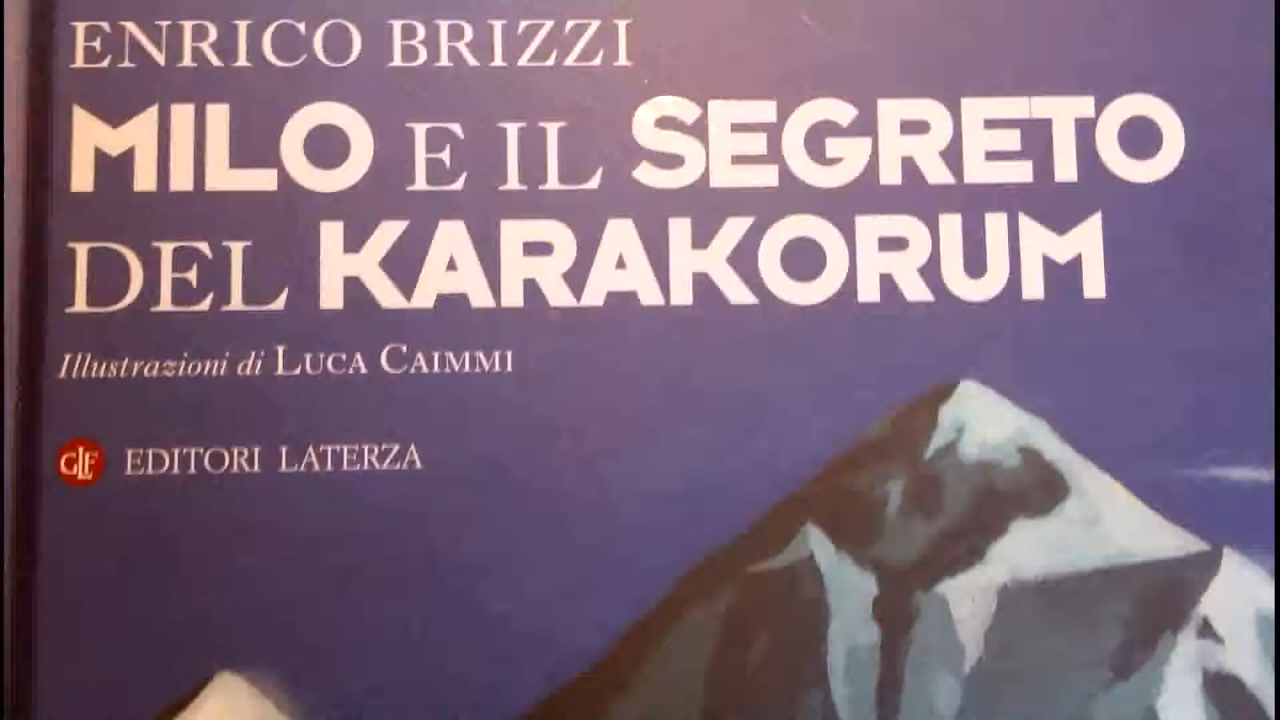 ENRICO BRIZZI
MILO E IL SEGRETO
DEL KARAKORUM
Illustrazioni di LUCA CAIMMI
GLF EDITORI LATERZA